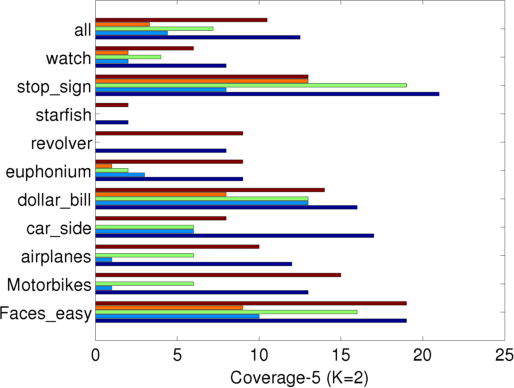 all
watch
stop_sign
starfish
revolver
euphonium
dollar_bill
car_side
airplanes
Motorbikes
Faces_easy
0 5 10 15 20 25
Coverage-5 (K=2)